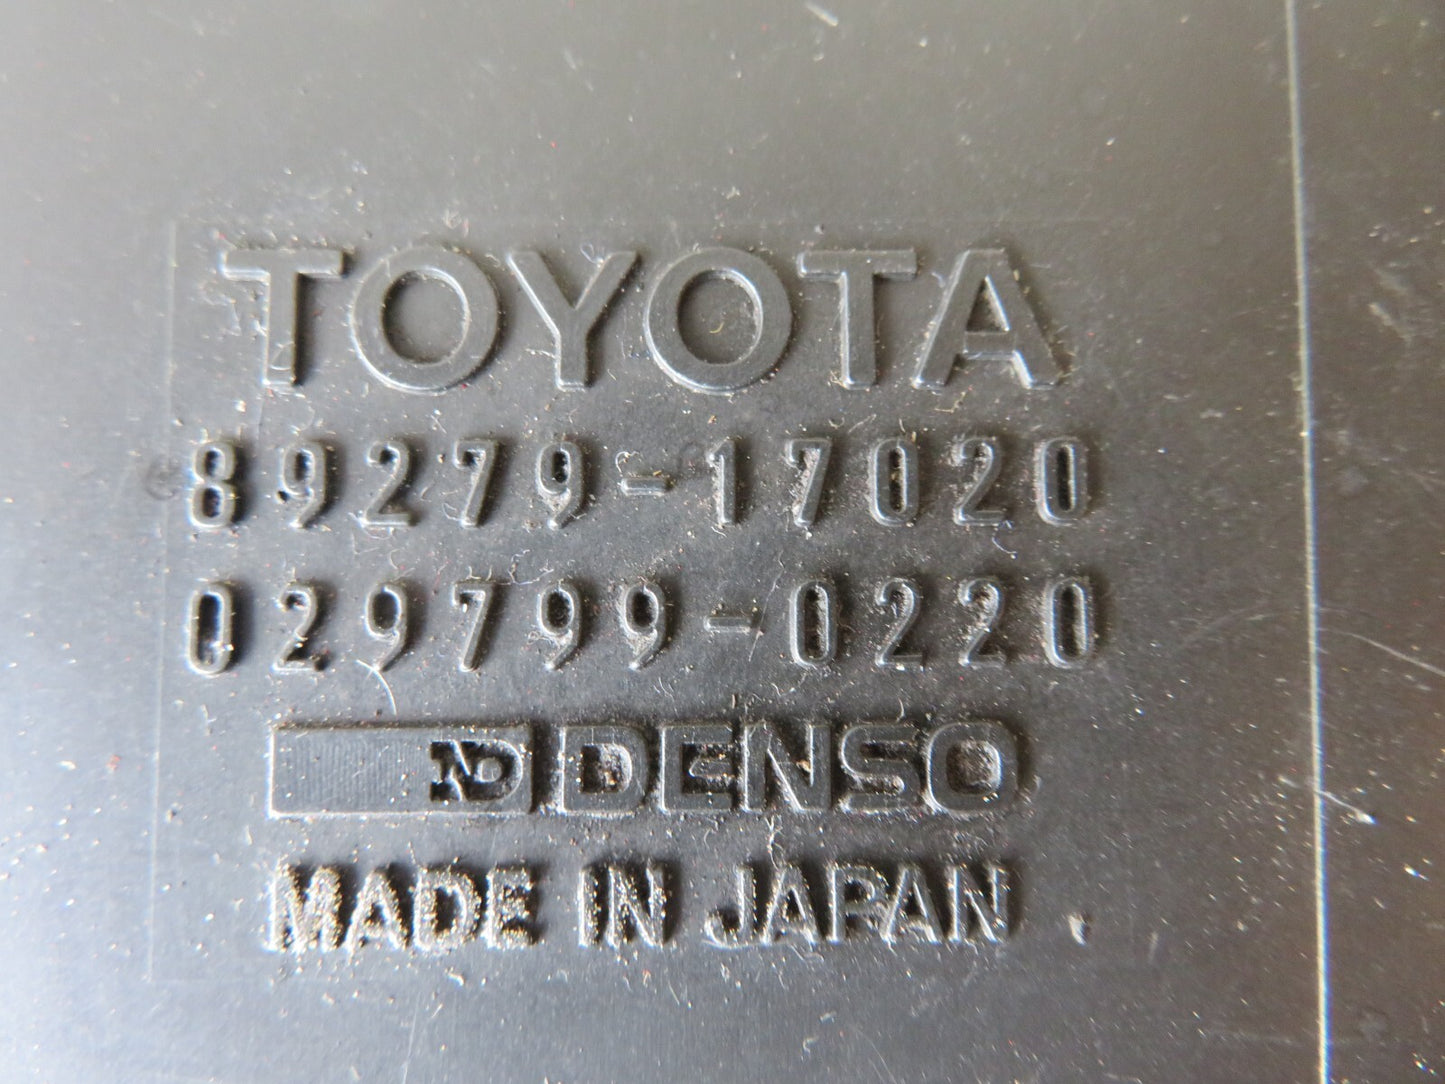 TOYOTA
89279-17020
029799-0220
ND DENSO
MADE IN JAPAN